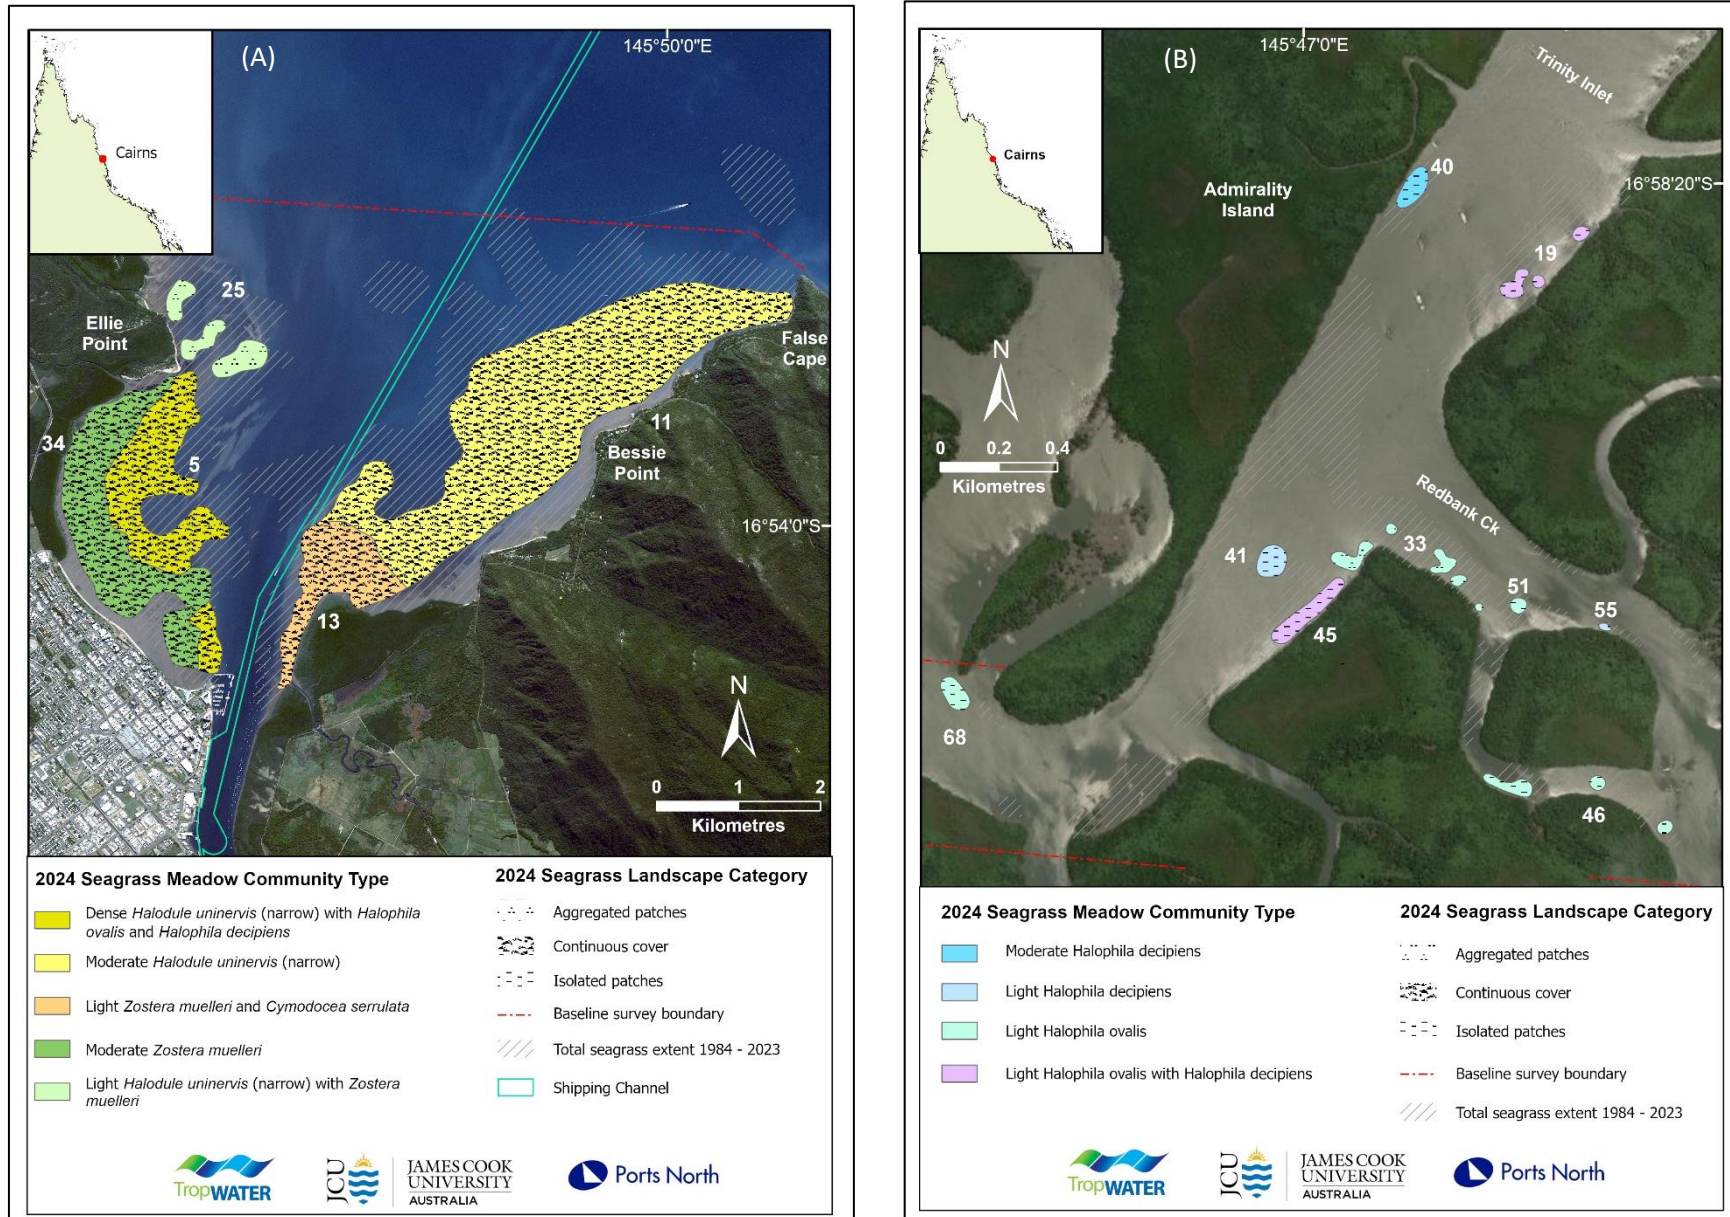 (A)
145°50'0"E
Cairns
25
Ellie
Point
False
Cape
34
5
11
Bessie
Point
16°54'0"S
13
N
0 1 2
Kilometres
2024 Seagrass Meadow Community Type
Dense Halodule uninervis (narrow) with Halophila
ovalis and Halophila decipiens
Moderate Halodule uninervis (narrow)
Light Zostera muelleri and Cymodocea serrulata
Moderate Zostera muelleri
Light Halodule uninervis (narrow) with Zostera
muelleri
2024 Seagrass Landscape Category
Aggregated patches
Continuous cover
Isolated patches
Baseline survey boundary
Total seagrass extent 1984 - 2023
Shipping Channel
TropWATER
JCU
JAMES COOK
UNIVERSITY
AUSTRALIA
Ports North
(B)
145°47'0"E
Trinity Inlet
Cairns
40
16°58'20"S
Admirality
Island
19
N
0 0.2 0.4
Kilometres
Redbank Ck
33
41
51
55
45
68
46
2024 Seagrass Meadow Community Type
Moderate Halophila decipiens
Light Halophila decipiens
Light Halophila ovalis
Light Halophila ovalis with Halophila decipiens
2024 Seagrass Landscape Category
Aggregated patches
Continuous cover
Isolated patches
Baseline survey boundary
Total seagrass extent 1984 - 2023
TropWATER
JCU
JAMES COOK
UNIVERSITY
AUSTRALIA
Ports North